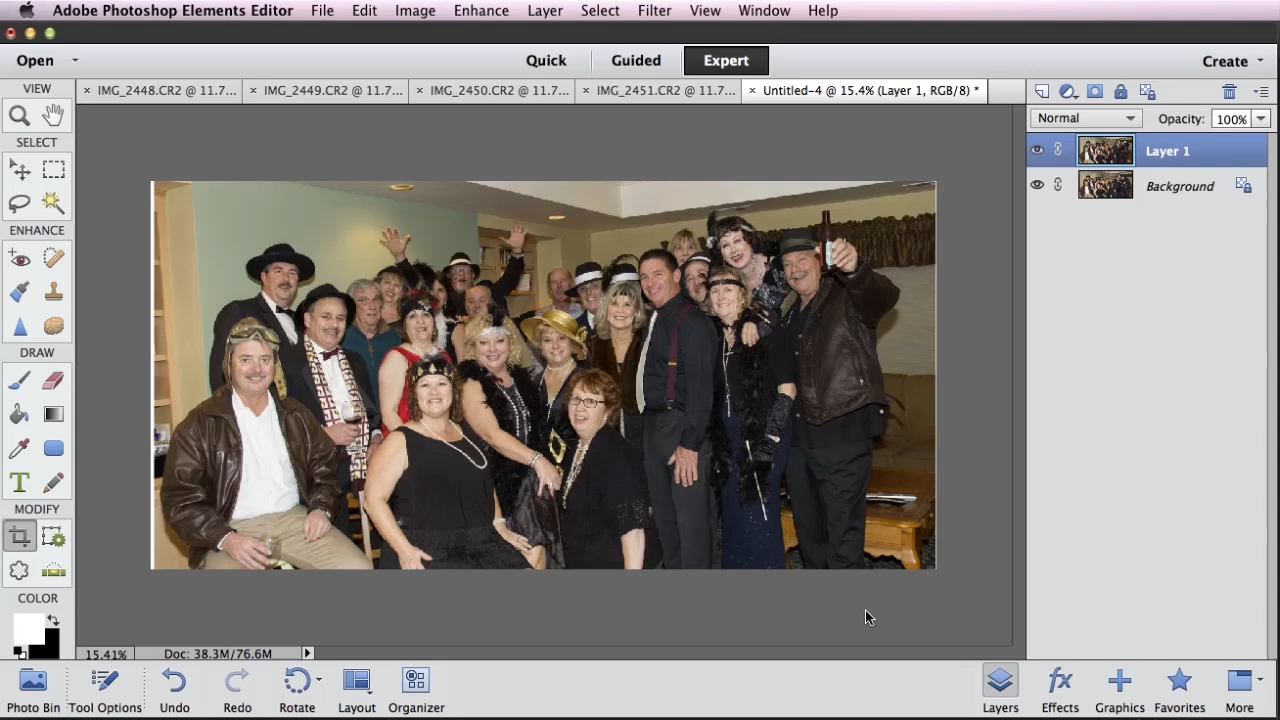 Adobe Photoshop Elements Editor File Edit Image Enhance Layer Select Filter View Window Help
Open Quick Guided Expert Create
VIEW × IMG_2448.CR2 @ 11.7... × IMG_2449.CR2 @ 11.7... × IMG_2450.CR2 @ 11.7... × IMG_2451.CR2 @ 11.7... × Untitled-4 @ 15.4% (Layer 1, RGB/8) *
Normal Opacity: 100%
SELECT
Layer 1
Background
ENHANCE
DRAW
T
MODIFY
COLOR
15.41% Doc: 38.3M/76.6M
Photo Bin Tool Options Undo Redo Rotate Layout Organizer fx Layers Effects Graphics Favorites More